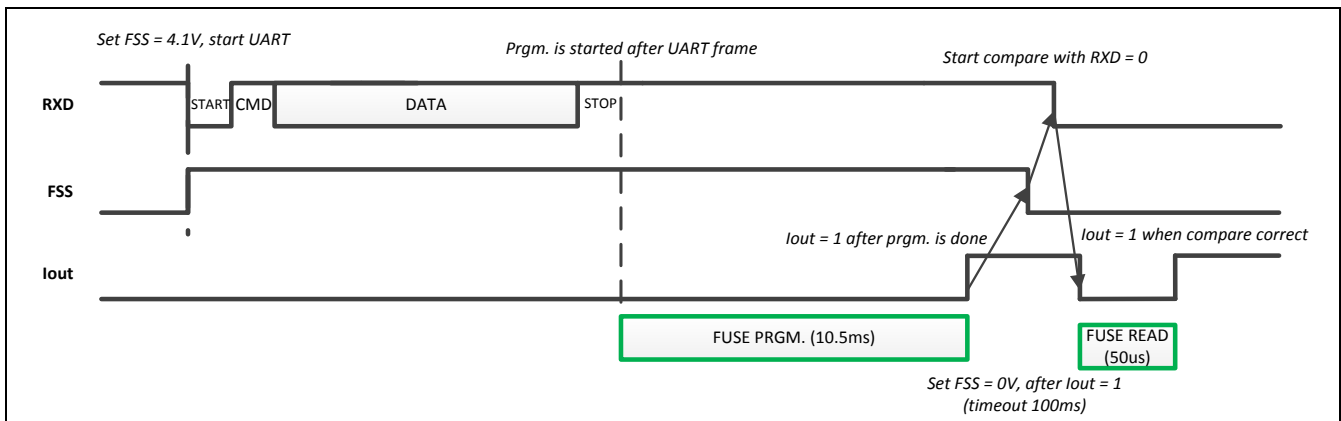 Set FSS = 4.1V, start UART
Prgm. is started after UART frame
Start compare with RXD = 0
RXD
START
CMD
DATA
STOP
FSS
Iout = 1 after prgm. is done
Iout = 1 when compare correct
Iout
FUSE PRGM. (10.5ms)
FUSE READ
(50us)
Set FSS = 0V, after Iout = 1
(timeout 100ms)